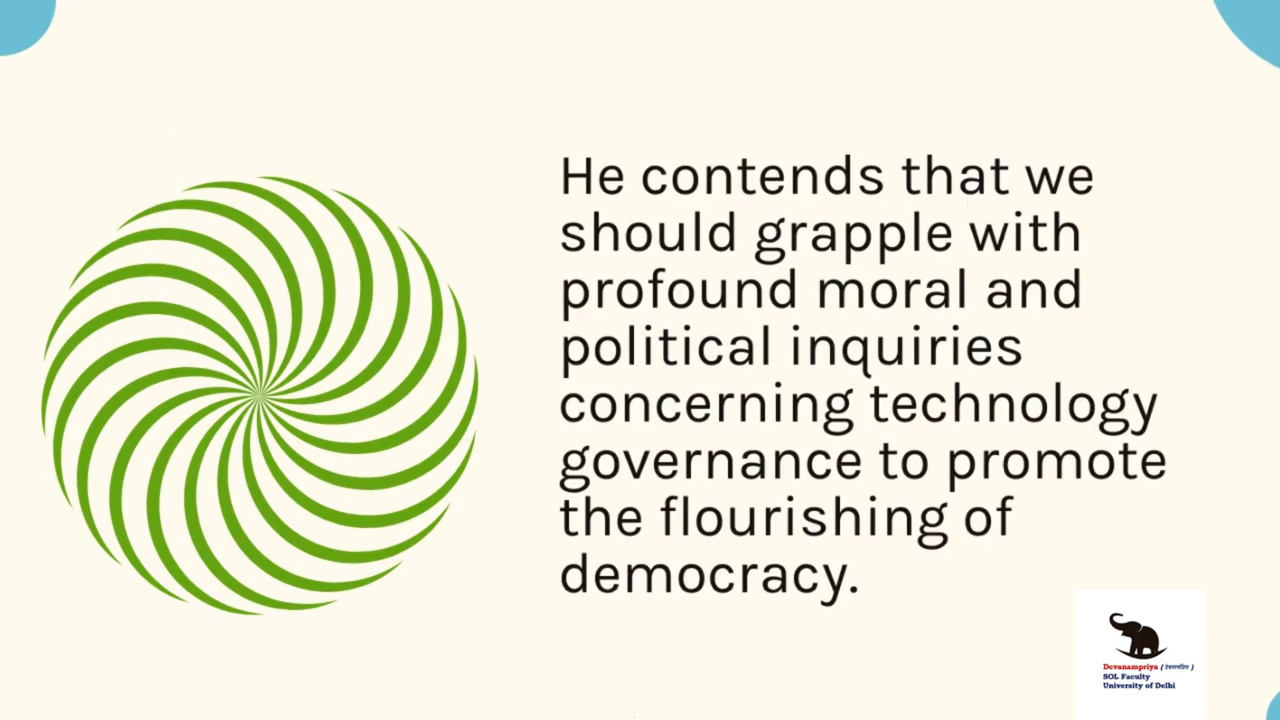 He contends that we
should grapple with
profound moral and
political inquiries
concerning technology
governance to promote
the flourishing of
democracy.
Devanampriya ( देवानामप्रिय )
SOL Faculty
University of Delhi